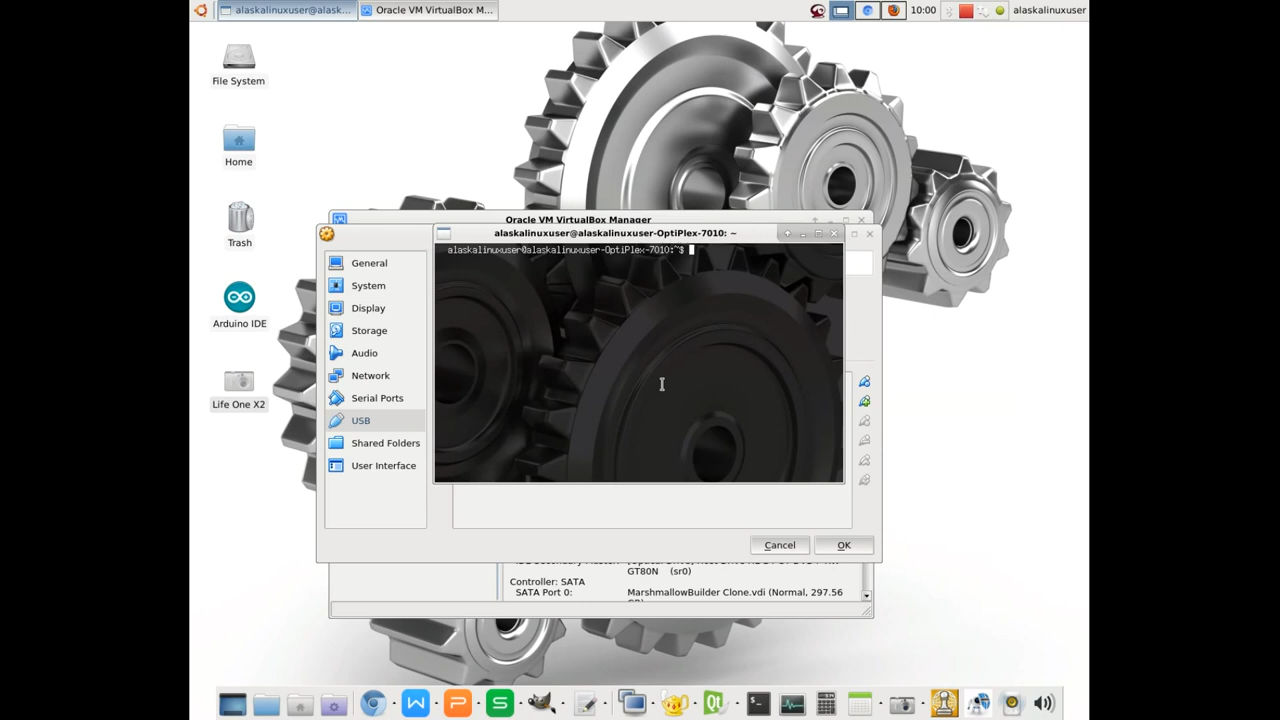 alaskalinuxuser@alask...
Oracle VM VirtualBox M...
10:00
alaskalinuxuser
File System
Home
Trash
Arduino IDE
Life One X2
Oracle VM VirtualBox Manager
alaskalinuxuser@alaskalinuxuser-OptiPlex-7010: ~
alaskalinuxuser@alaskalinuxuser-OptiPlex-7010:~$
General
System
Display
Storage
Audio
Network
Serial Ports
USB
Shared Folders
User Interface
Cancel
OK
GT80N (sr0)
Controller: SATA
SATA Port 0:
MarshmallowBuilder Clone.vdi (Normal, 297.56